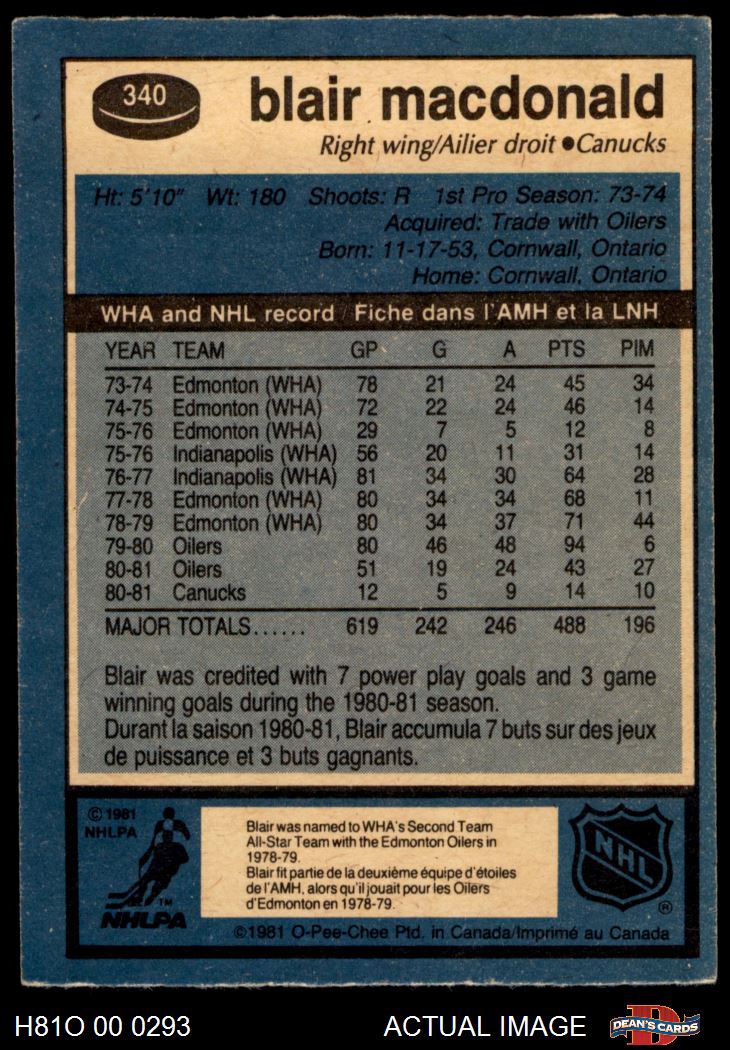 340
blair macdonald
Right wing/Ailier droit ●Canucks
Ht: 5'10" Wt: 180 Shoots: R 1st Pro Season: 73-74
Acquired: Trade with Oilers
Born: 11-17-53, Cornwall, Ontario
Home: Cornwall, Ontario
WHA and NHL record / Fiche dans l'AMH et la LNH
YEAR TEAM GP G A PTS PIM
73-74 Edmonton (WHA) 78 21 24 45 34
74-75 Edmonton (WHA) 72 22 24 46 14
75-76 Edmonton (WHA) 29 7 5 12 8
75-76 Indianapolis (WHA) 56 20 11 31 14
76-77 Indianapolis (WHA) 81 34 30 64 28
77-78 Edmonton (WHA) 80 34 34 68 11
78-79 Edmonton (WHA) 80 34 37 71 44
79-80 Oilers 80 46 48 94 6
80-81 Oilers 51 19 24 43 27
80-81 Canucks 12 5 9 14 10
MAJOR TOTALS...... 619 242 246 488 196
Blair was credited with 7 power play goals and 3 game
winning goals during the 1980-81 season.
Durant la saison 1980-81, Blair accumula 7 buts sur des jeux
de puissance et 3 buts gagnants.
© 1981
NHLPA
Blair was named to WHA's Second Team
All-Star Team with the Edmonton Oilers in
1978-79.
Blair fit partie de la deuxième équipe d'étoiles
de l'AMH, alors qu'il jouait pour les Oilers
d'Edmonton en 1978-79.
TM
NHLPA
NHL
®
©1981 O-Pee-Chee Ptd. in Canada/Imprimé au Canada
H81O 00 0293 ACTUAL IMAGE
D
DEAN'S CARDS